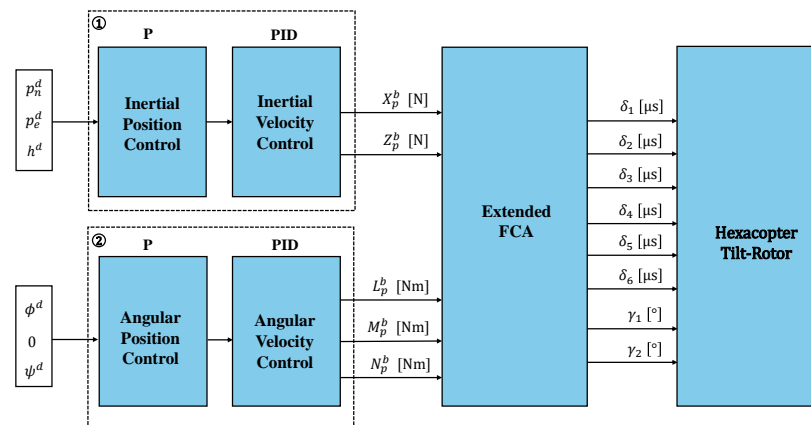 ①
P
PID
p_n^d
p_e^d
h^d
Inertial
Position
Control
Inertial
Velocity
Control
X_p^b [N]
Z_p^b [N]
②
P
PID
ϕ^d
0
ψ^d
Angular
Position
Control
Angular
Velocity
Control
L_p^b [Nm]
M_p^b [Nm]
N_p^b [Nm]
Extended
FCA
δ_1 [μs]
δ_2 [μs]
δ_3 [μs]
δ_4 [μs]
δ_5 [μs]
δ_6 [μs]
γ_1 [°]
γ_2 [°]
Hexacopter
Tilt-Rotor